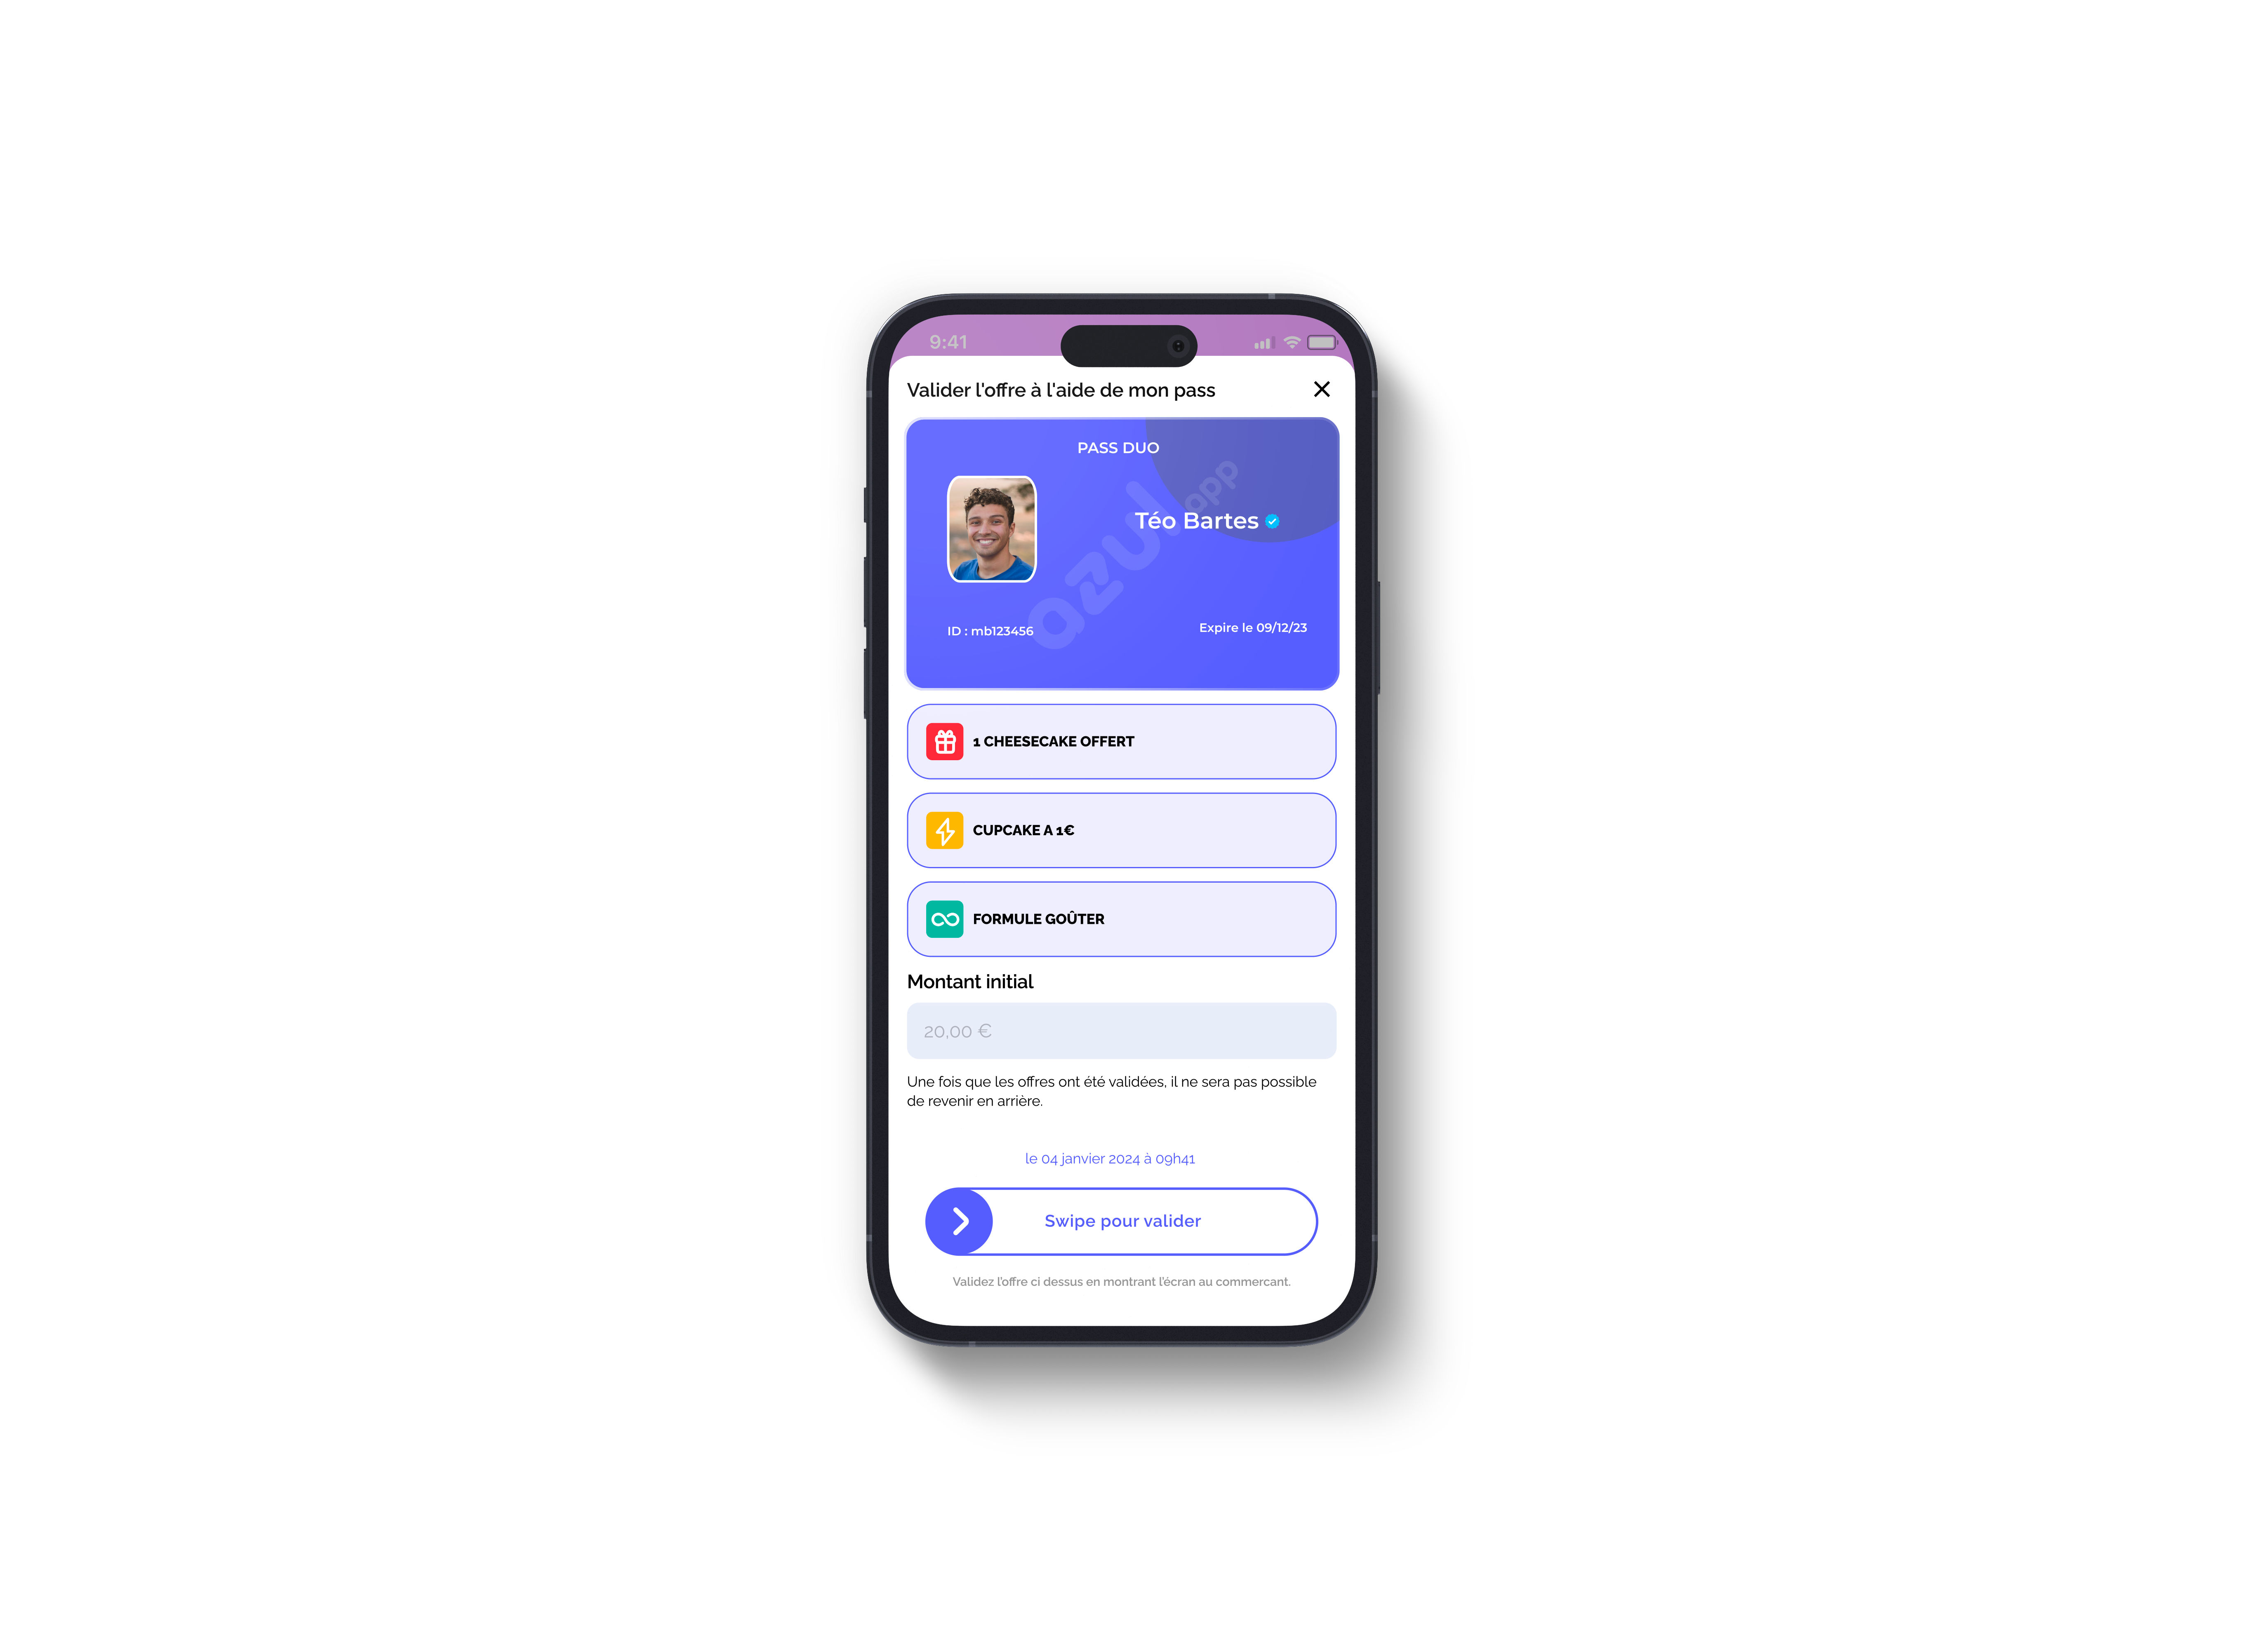 9:41
Valider l'offre à l'aide de mon pass
PASS DUO
azul app
Téo Bartes
ID : mb123456
Expire le 09/12/23
1 CHEESECAKE OFFERT
CUPCAKE A 1€
FORMULE GOÛTER
Montant initial
20,00 €
Une fois que les offres ont été validées, il ne sera pas possible
de revenir en arrière.
le 04 janvier 2024 à 09h41
Swipe pour valider
Validez l'offre ci dessus en montrant l'écran au commercant.